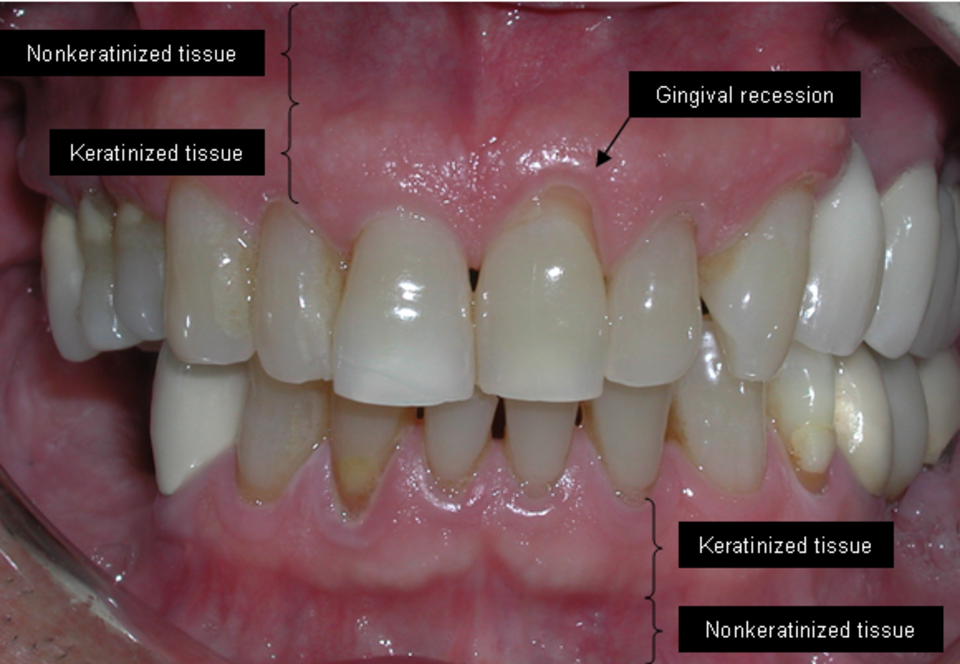 Nonkeratinized tissue
Gingival recession
Keratinized tissue
Keratinized tissue
Nonkeratinized tissue